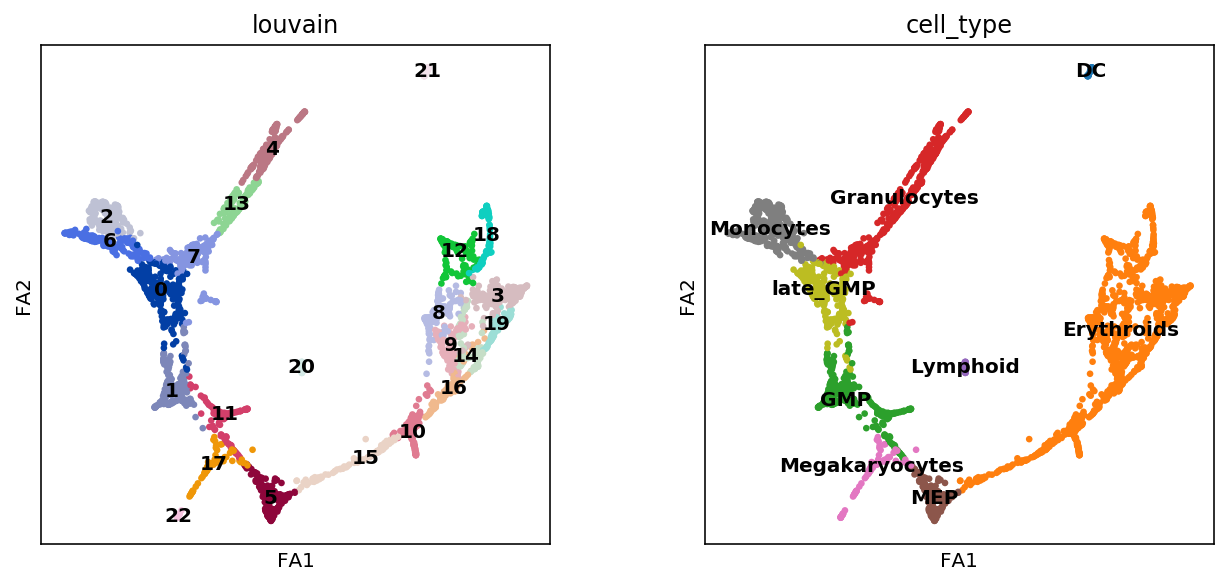 louvain
cell_type
21
DC
4
13
Granulocytes
2
6
7
18
12
Monocytes
0
3
late_GMP
8
19
Erythroids
9
14
20
Lymphoid
1
16
GMP
11
10
17
15
Megakaryocytes
5
MEP
22
FA2
FA2
FA1
FA1